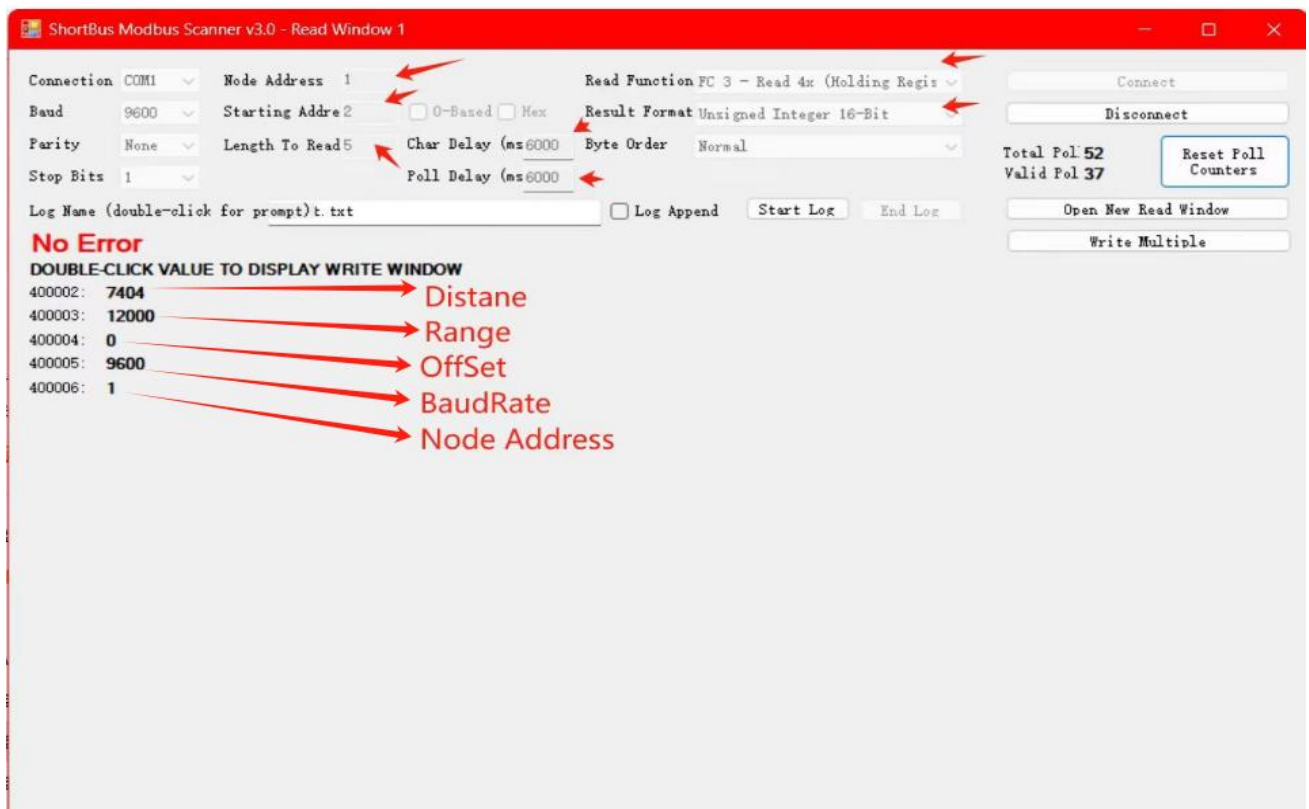 ShortBus Modbus Scanner v3.0 - Read Window 1
Connection COM1 Node Address 1 Read Function FC 3 - Read 4x (Holding Regis Connect
Baud 9600 Starting Addre 2 0-Based Hex Result Format Unsigned Integer 16-Bit Disconnect
Parity None Length To Read 5 Char Delay (ms 6000 Byte Order Normal Total Pol 52 Reset Poll Counters
Stop Bits 1 Poll Delay (ms 6000 Valid Pol 37
Log Name (double-click for prompt) t.txt Log Append Start Log End Log Open New Read Window
No Error Write Multiple
DOUBLE-CLICK VALUE TO DISPLAY WRITE WINDOW
400002: 7404 Distane
400003: 12000 Range
400004: 0 OffSet
400005: 9600 BaudRate
400006: 1 Node Address